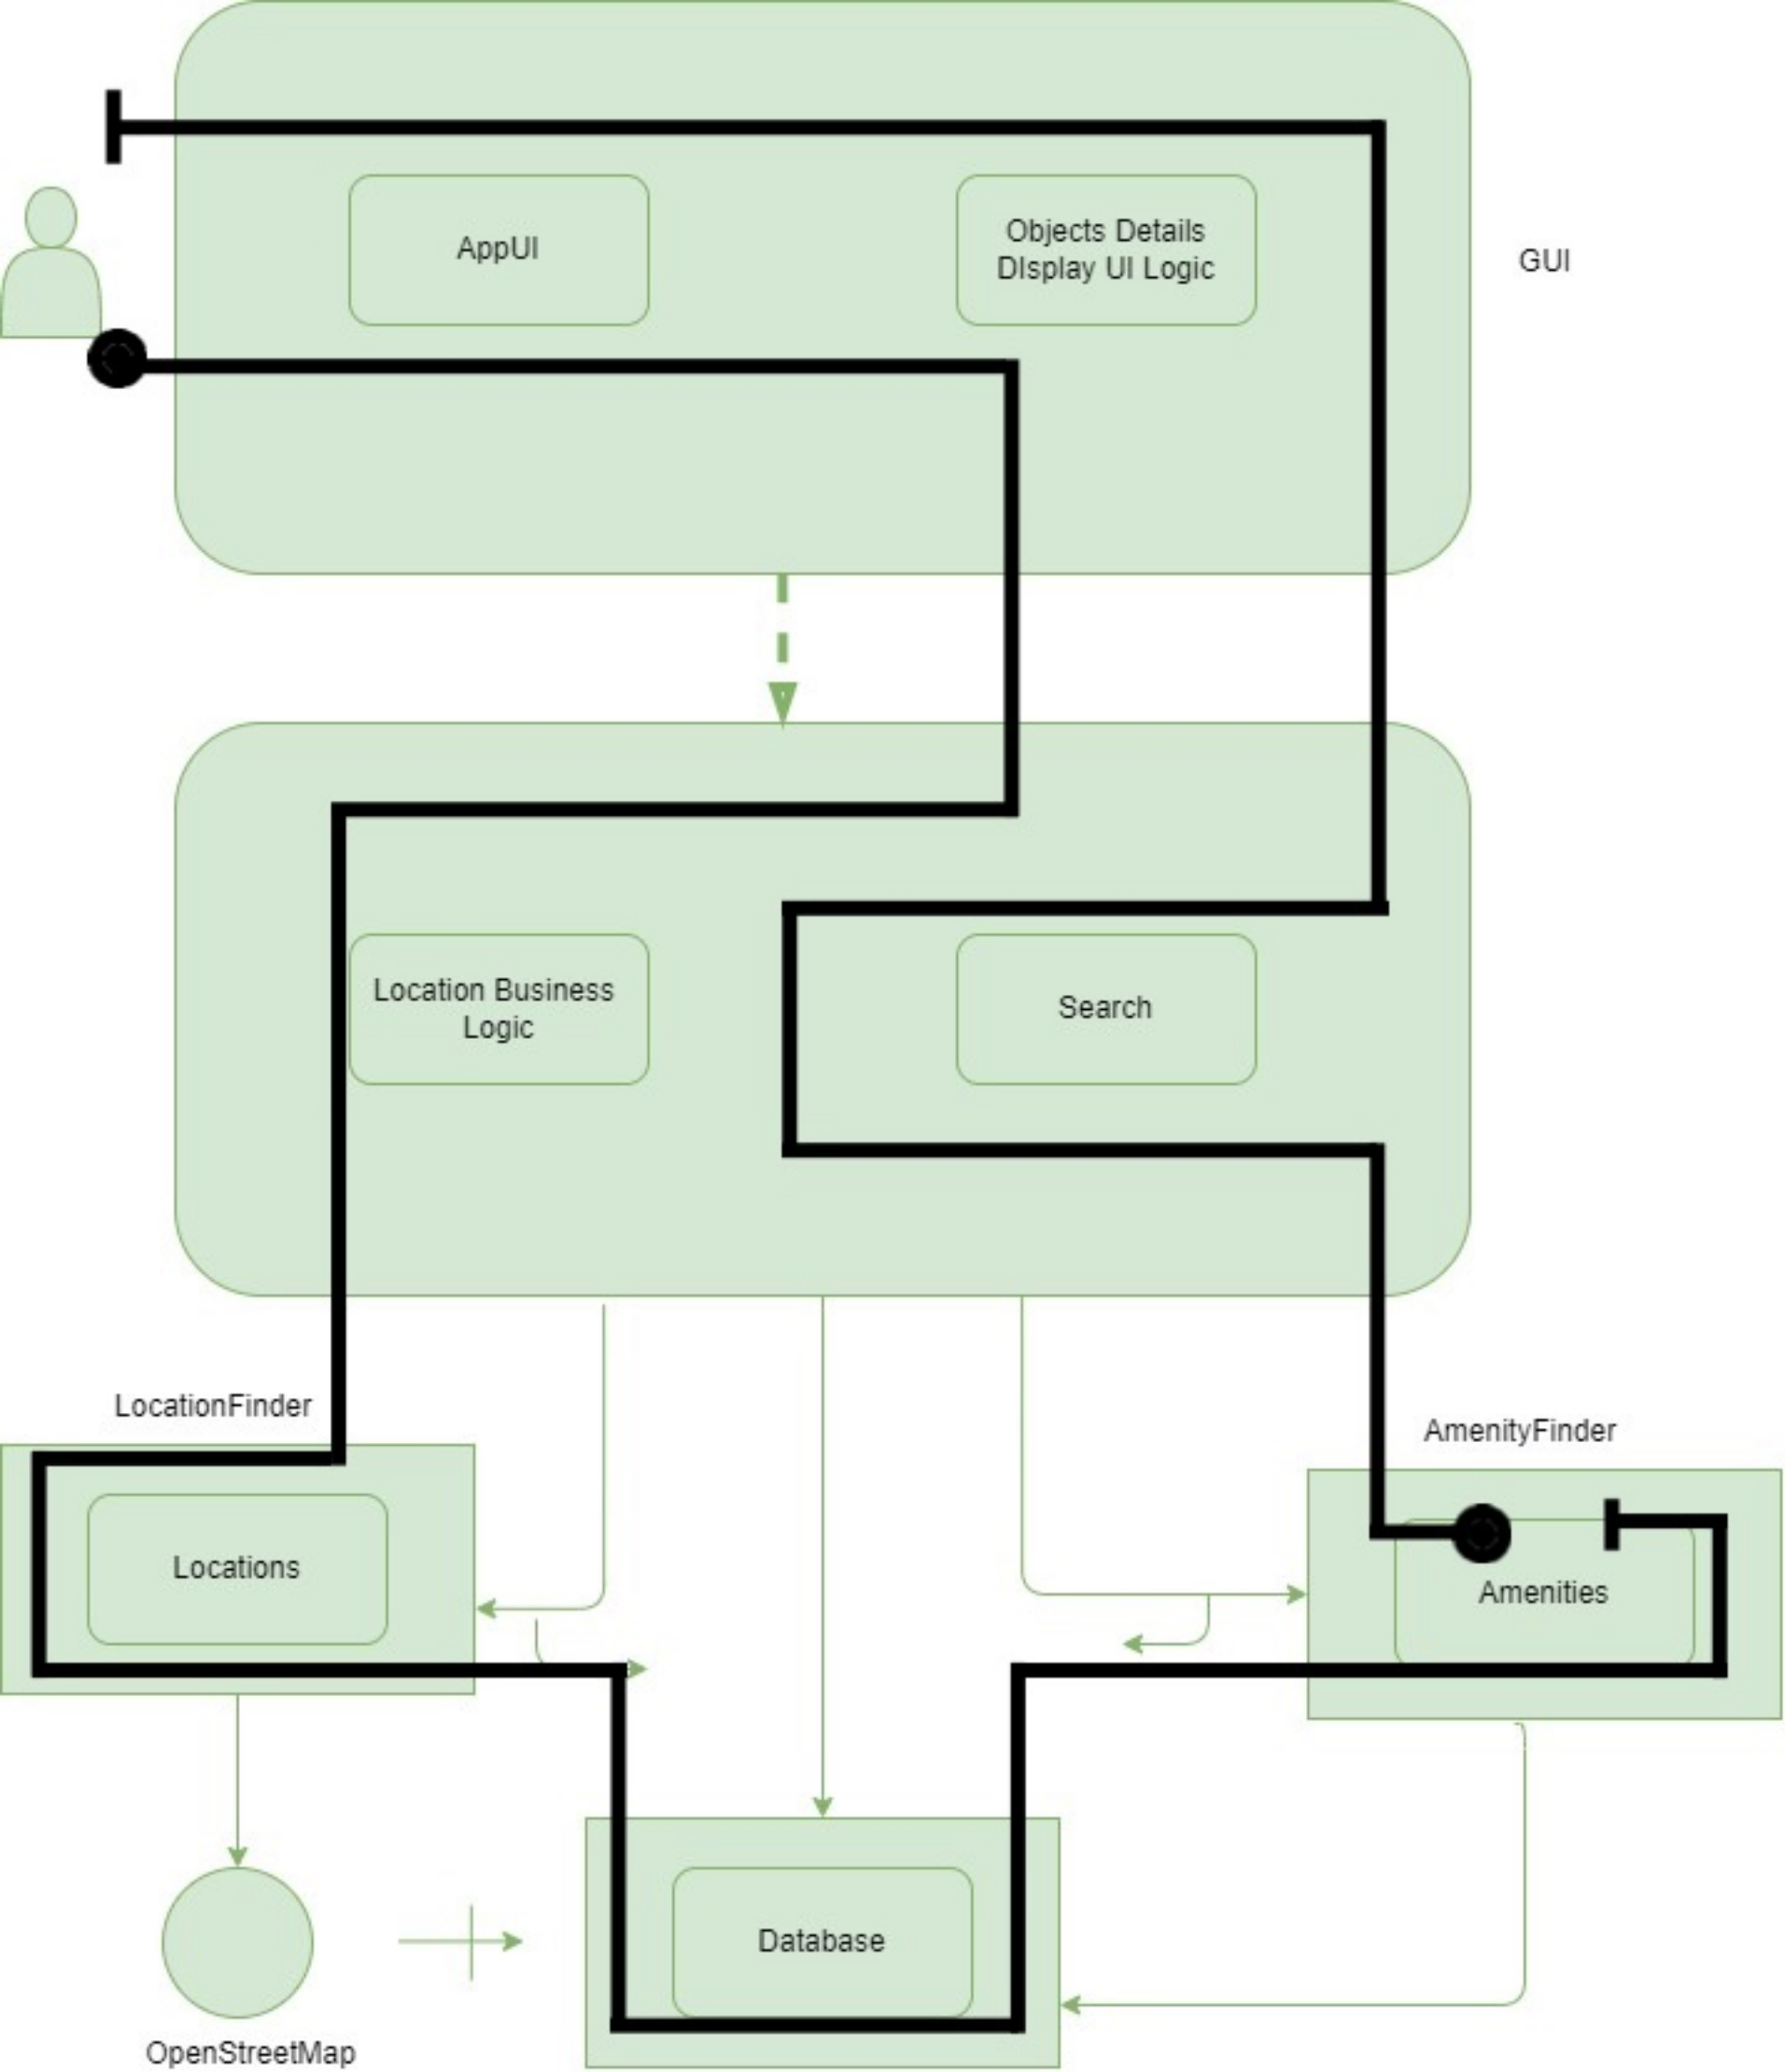 AppUI
Objects Details
DIsplay UI Logic
GUI
Location Business
Logic
Search
LocationFinder
AmenityFinder
Locations
Amenities
Database
OpenStreetMap